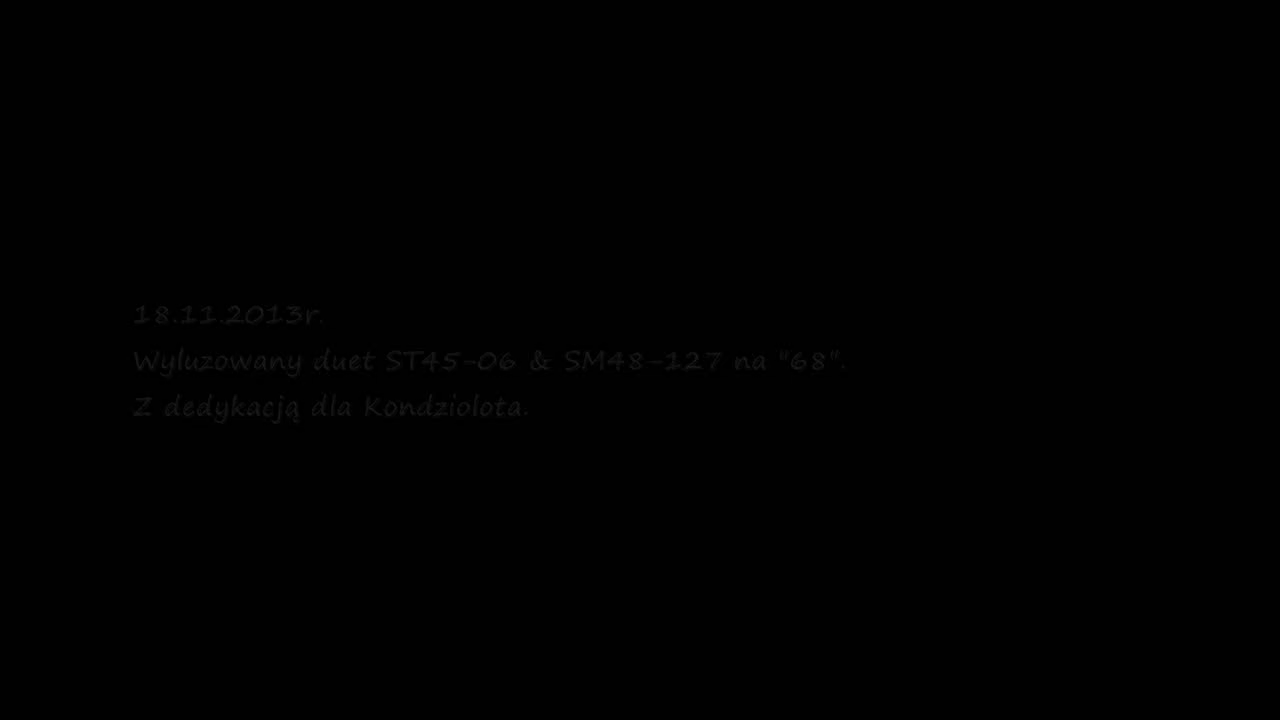 18.11.2013r.
Wyluzowany duet ST45-06 & SM48-127 na "68".
Z dedykacją dla Kondziolota.